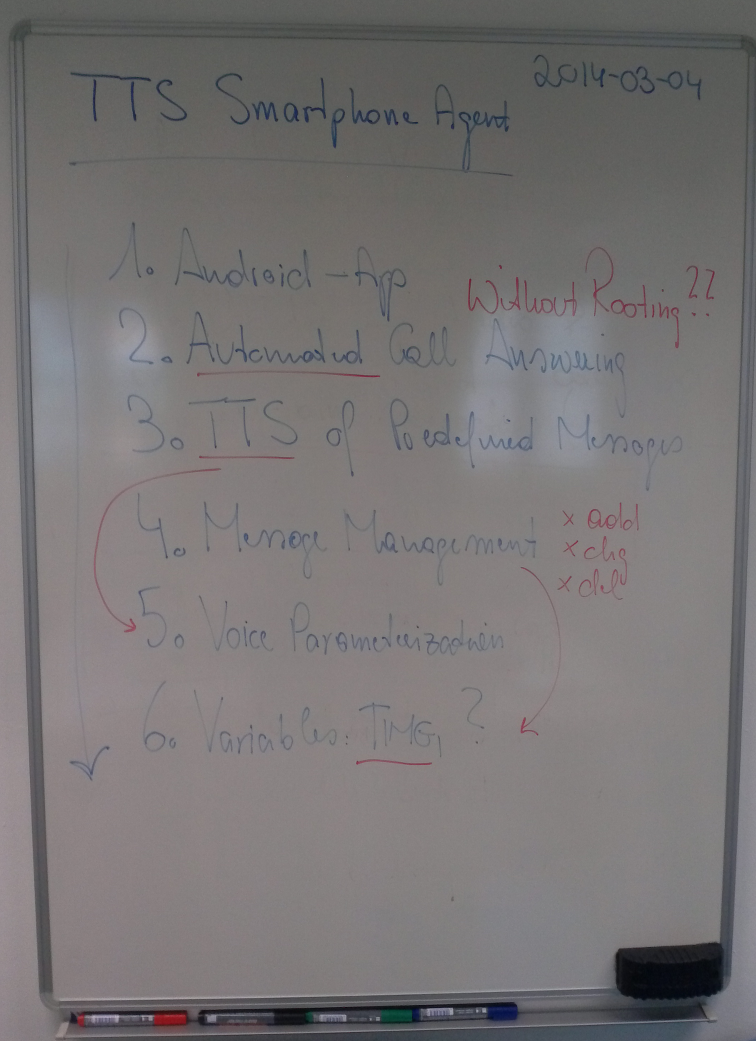 2014-03-04
TTS Smartphone Agent
1. Android-App
Without Rooting??
2. Automated Call Answering
3. TTS of Predefined Messages
4. Message Management
x add
x chg
x del
5. Voice Parameterization
6. Variables: TIME, ?